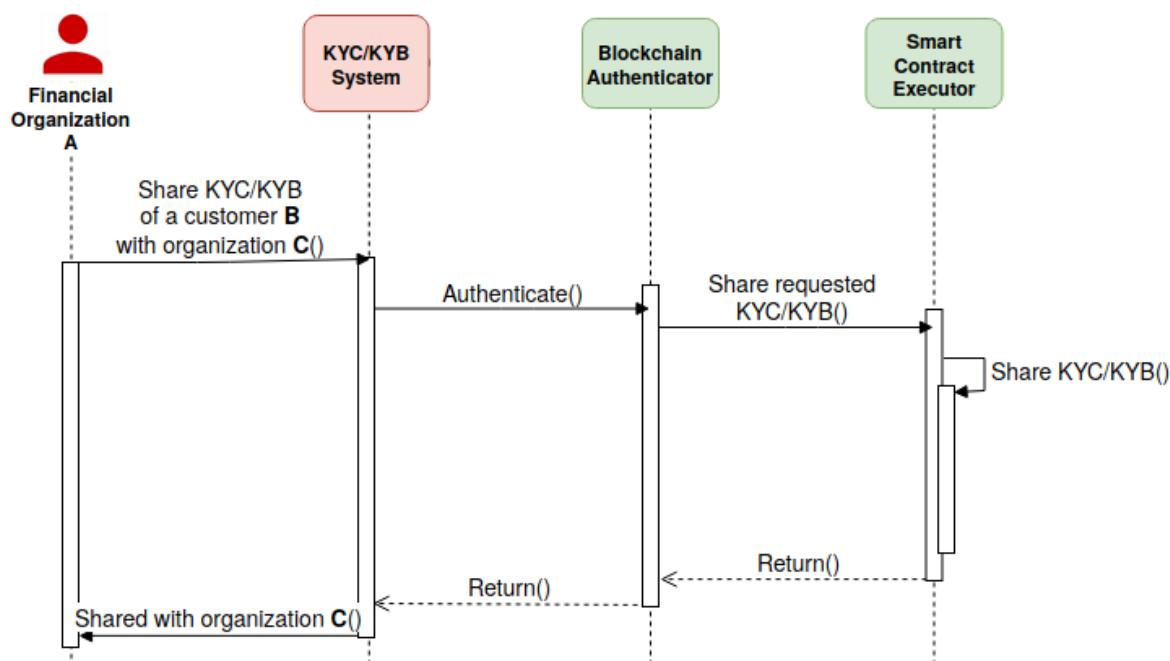 Financial
Organization
A
KYC/KYB
System
Blockchain
Authenticator
Smart
Contract
Executor
Share KYC/KYB
of a customer B
with organization C()
Authenticate()
Share requested
KYC/KYB()
Share KYC/KYB()
Return()
Return()
Shared with organization C()